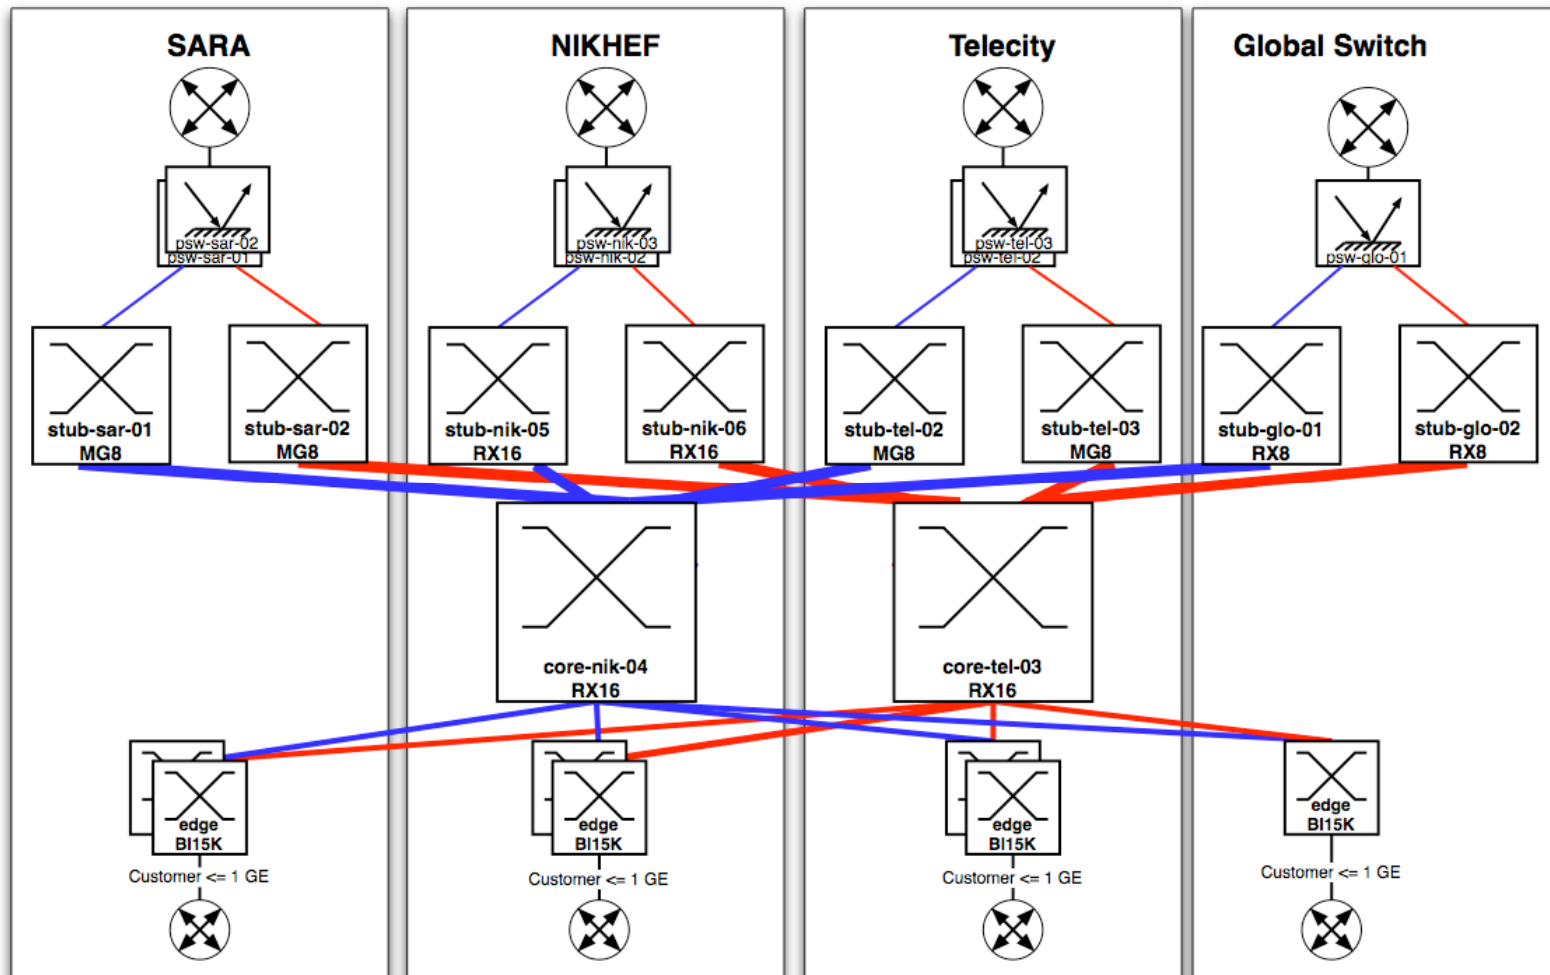 SARA
NIKHEF
Telecity
Global Switch
psw-sar-02
psw-sar-01
psw-nik-03
psw-nik-02
psw-tel-03
psw-tel-02
psw-glo-01
stub-sar-01
MG8
stub-sar-02
MG8
stub-nik-05
RX16
stub-nik-06
RX16
stub-tel-02
MG8
stub-tel-03
MG8
stub-glo-01
RX8
stub-glo-02
RX8
core-nik-04
RX16
core-tel-03
RX16
edge
BI15K
edge
BI15K
edge
BI15K
edge
BI15K
Customer <= 1 GE
Customer <= 1 GE
Customer <= 1 GE
Customer <= 1 GE